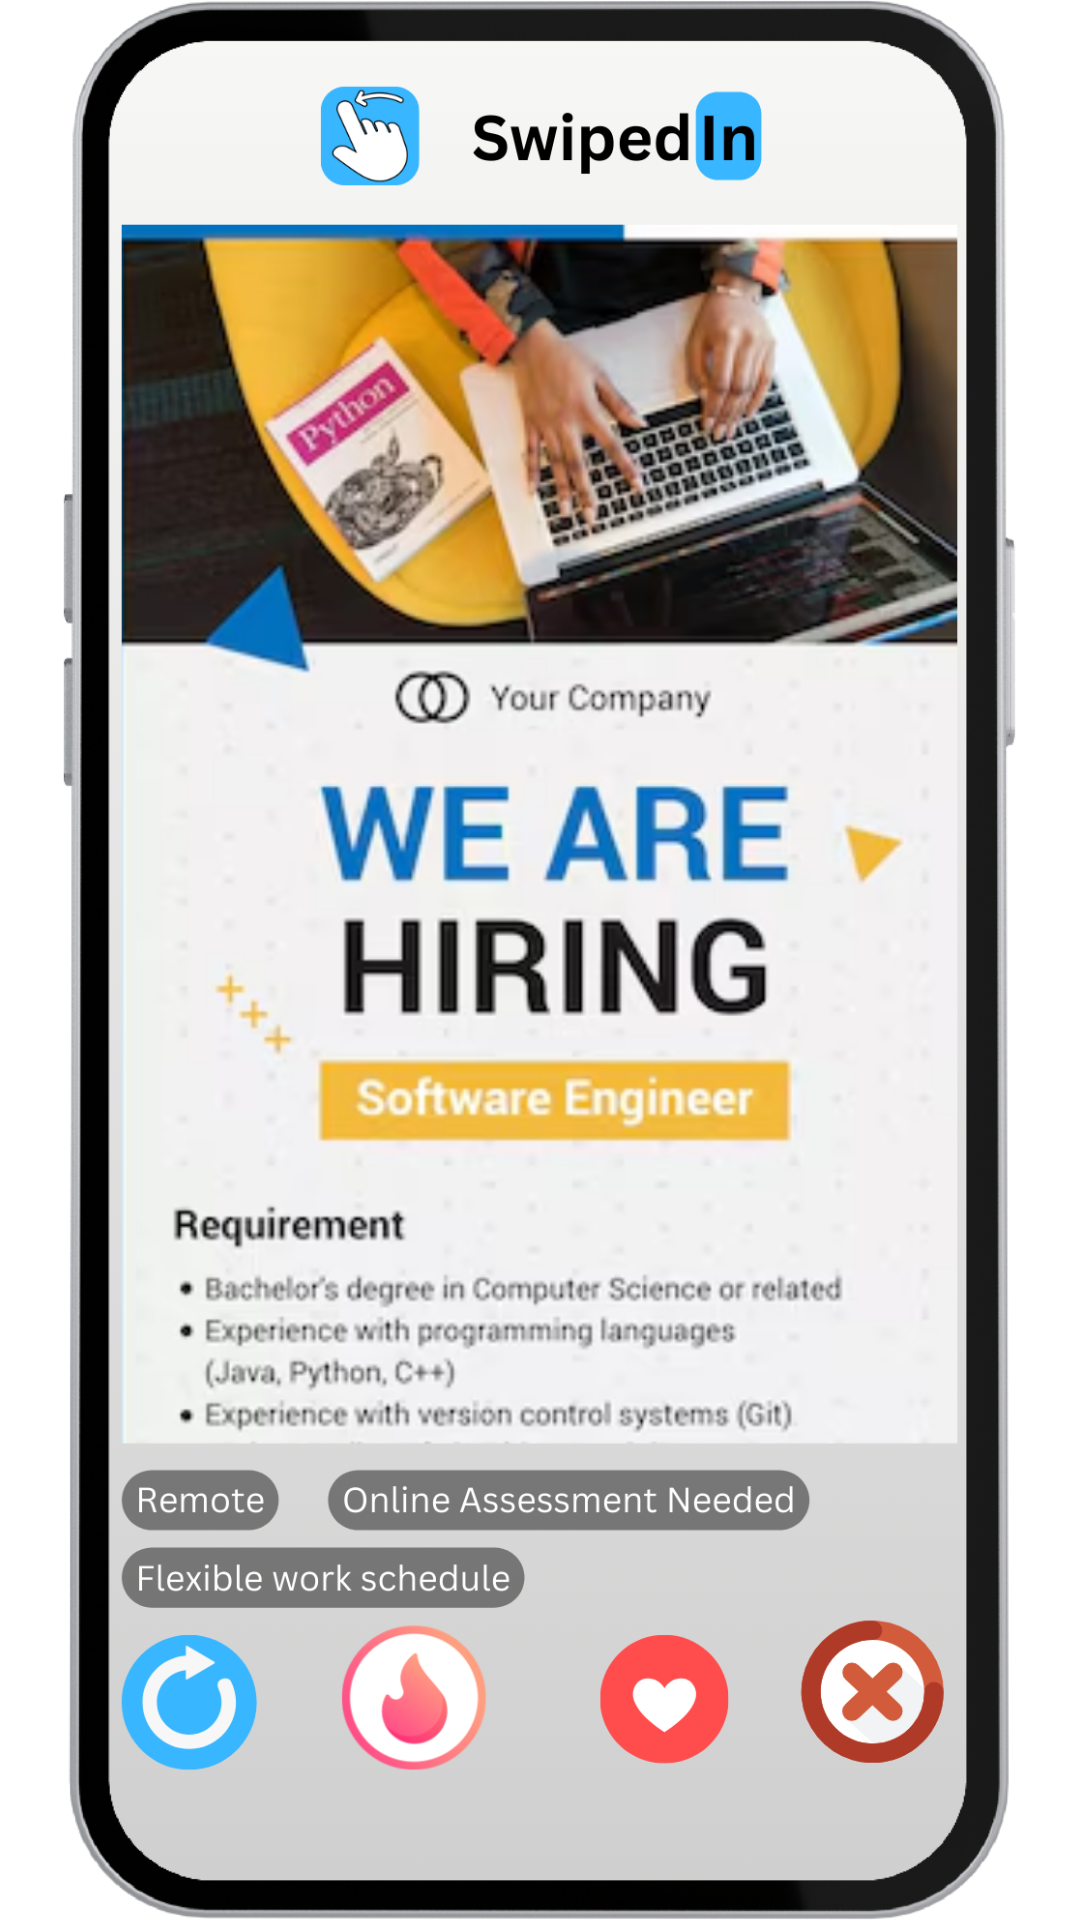 SwipedIn
Python
Your Company
WE ARE
HIRING
Software Engineer
Requirement
• Bachelor's degree in Computer Science or related
• Experience with programming languages
(Java, Python, C++)
• Experience with version control systems (Git)
Remote
Online Assessment Needed
Flexible work schedule